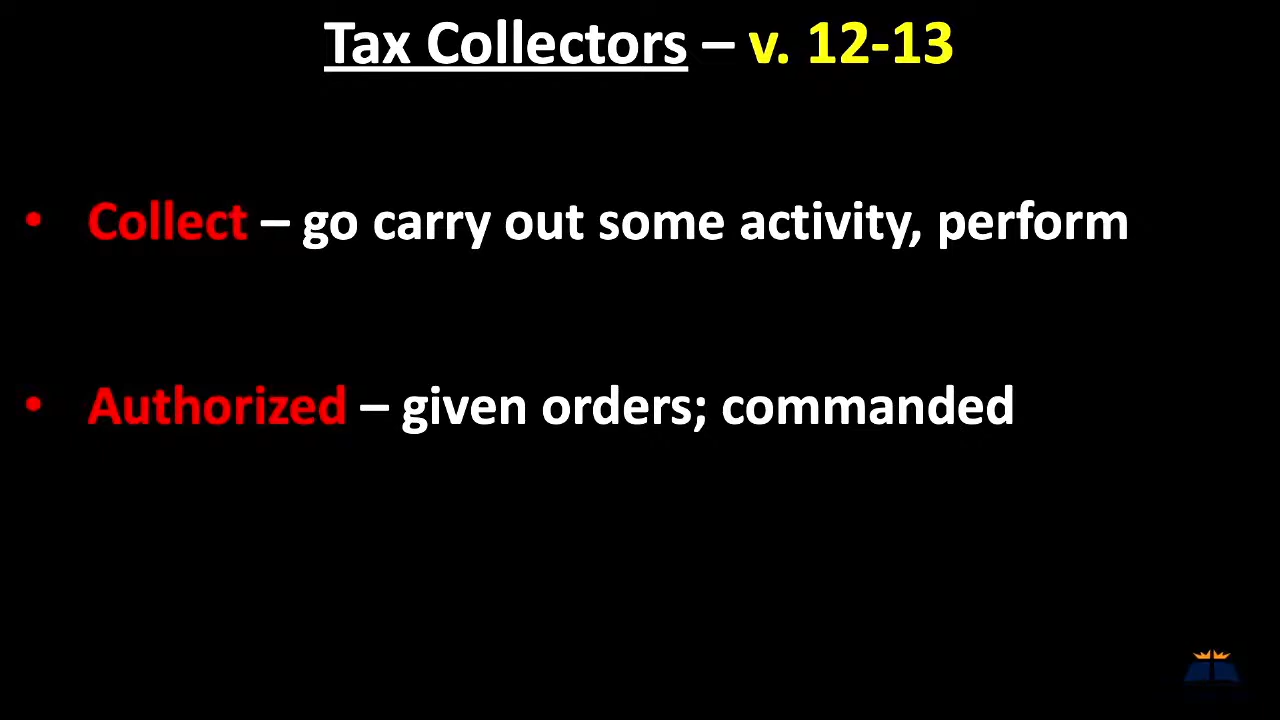 Tax Collectors – v. 12-13
• Collect – go carry out some activity, perform
• Authorized – given orders; commanded